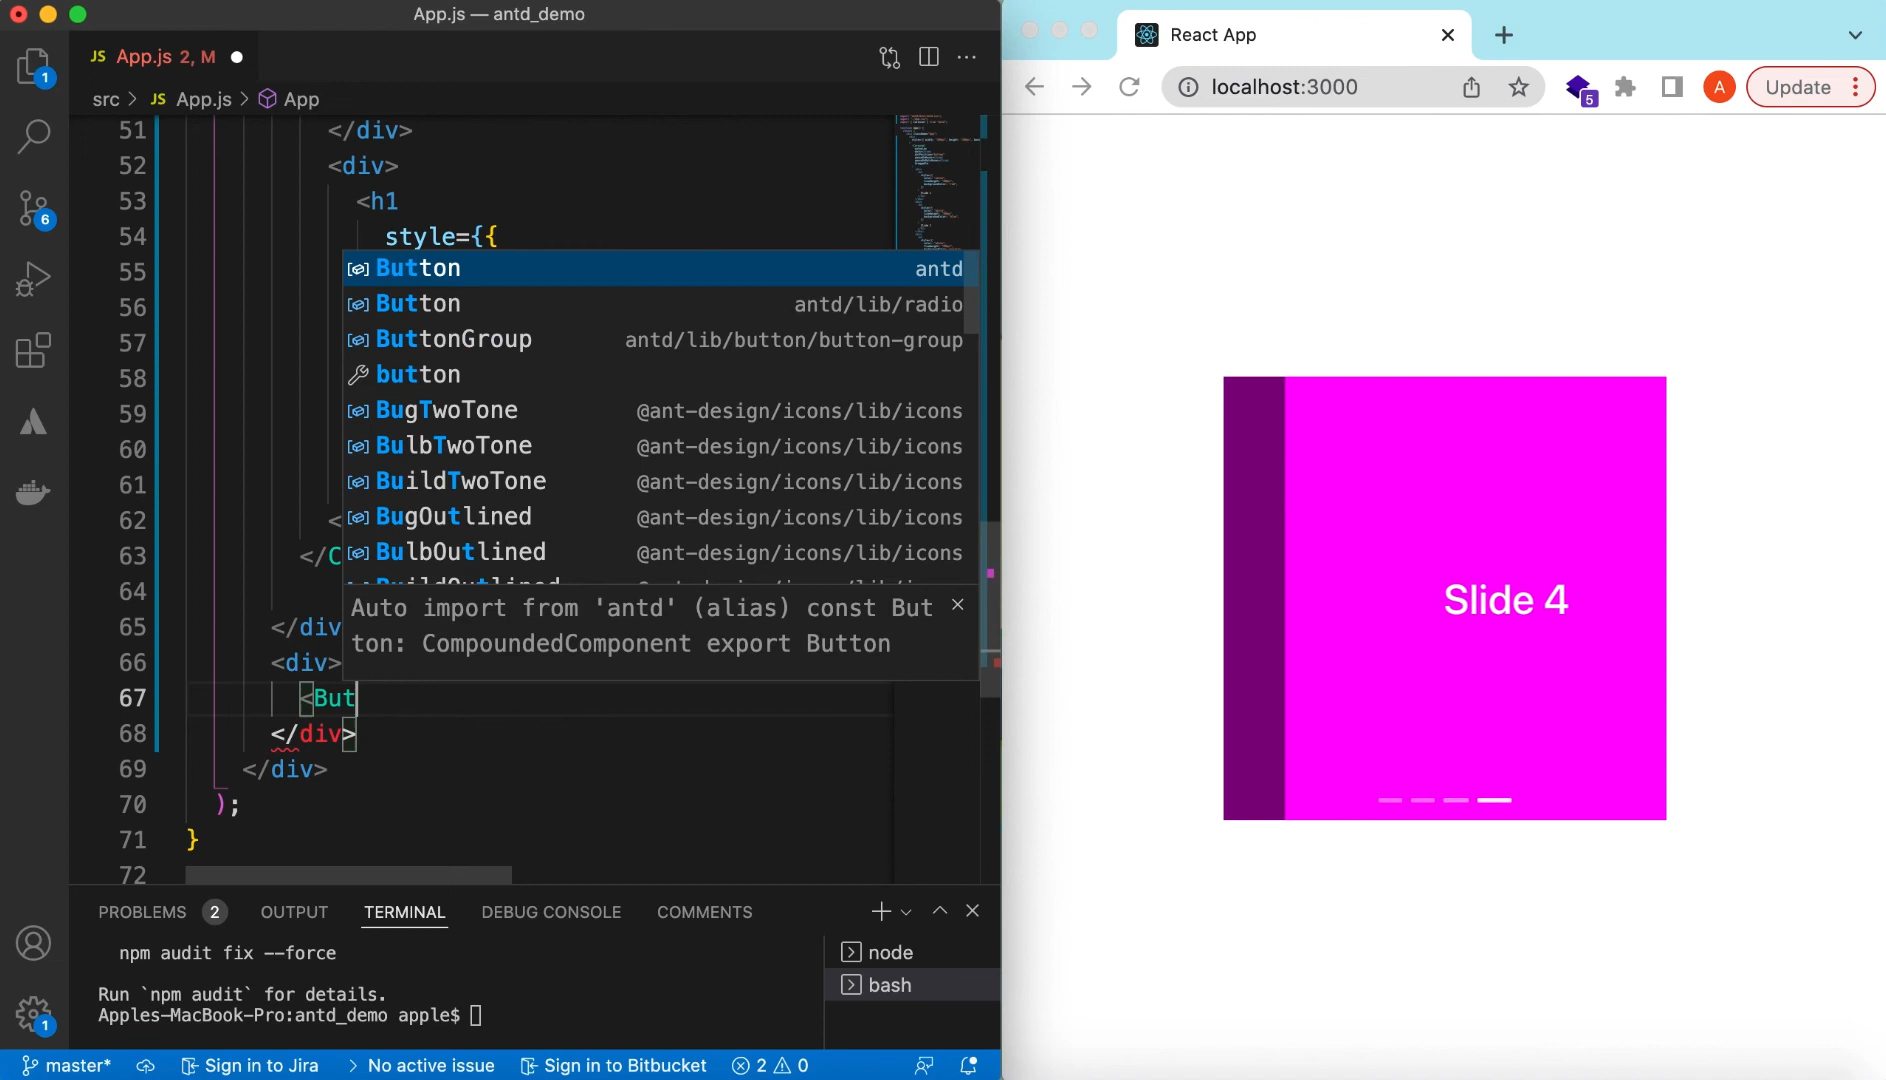 App.js — antd_demo
JS App.js 2, M
src > JS App.js > App
51 </div>
52 <div>
53 <h1
54 style={{
55
56
57
58
59
60
61
62 <
63 </C
64
65 </div
66 <div>
67 <But
68 </div>
69 </div>
70 );
71 }
72
Button antd
Button antd/lib/radio
ButtonGroup antd/lib/button/button-group
button
BugTwoTone @ant-design/icons/lib/icons
BulbTwoTone @ant-design/icons/lib/icons
BuildTwoTone @ant-design/icons/lib/icons
BugOutlined @ant-design/icons/lib/icons
BulbOutlined @ant-design/icons/lib/icons
Auto import from 'antd' (alias) const But
ton: CompoundedComponent export Button
PROBLEMS 2 OUTPUT TERMINAL DEBUG CONSOLE COMMENTS
npm audit fix --force
Run `npm audit` for details.
Apples-MacBook-Pro:antd_demo apple$
node
bash
1
6
1
master* Sign in to Jira No active issue Sign in to Bitbucket 2 0
React App
localhost:3000
5
A
Update
Slide 4